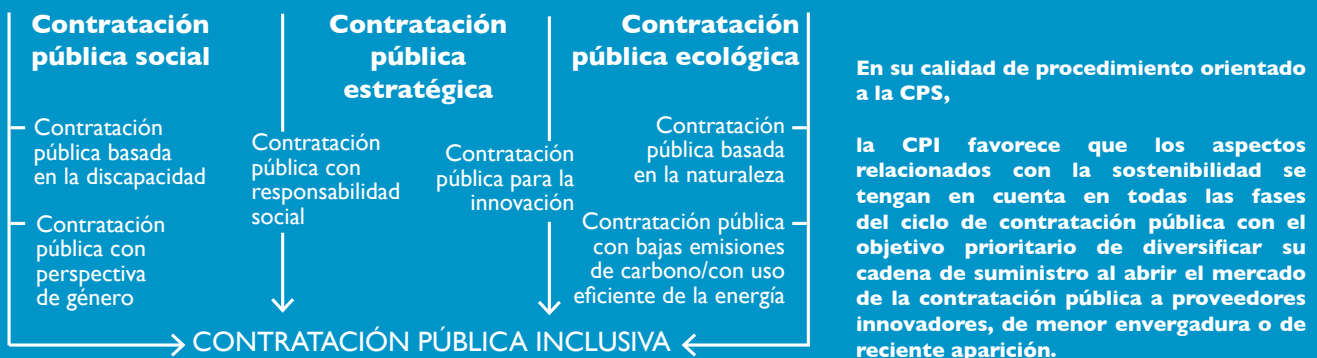 Contratación
pública social
Contratación
pública basada
en la discapacidad
Contratación
pública con
perspectiva
de género
Contratación
pública
estratégica
Contratación
pública con
responsabilidad
social
Contratación
pública para la
innovación
Contratación
pública ecológica
Contratación
pública basada
en la naturaleza
Contratación pública
con bajas emisiones
de carbono/con uso
eficiente de la energía
CONTRATACIÓN PÚBLICA INCLUSIVA
En su calidad de procedimiento orientado
a la CPS,
la CPI favorece que los aspectos
relacionados con la sostenibilidad se
tengan en cuenta en todas las fases
del ciclo de contratación pública con el
objetivo prioritario de diversificar su
cadena de suministro al abrir el mercado
de la contratación pública a proveedores
innovadores, de menor envergadura o de
reciente aparición.